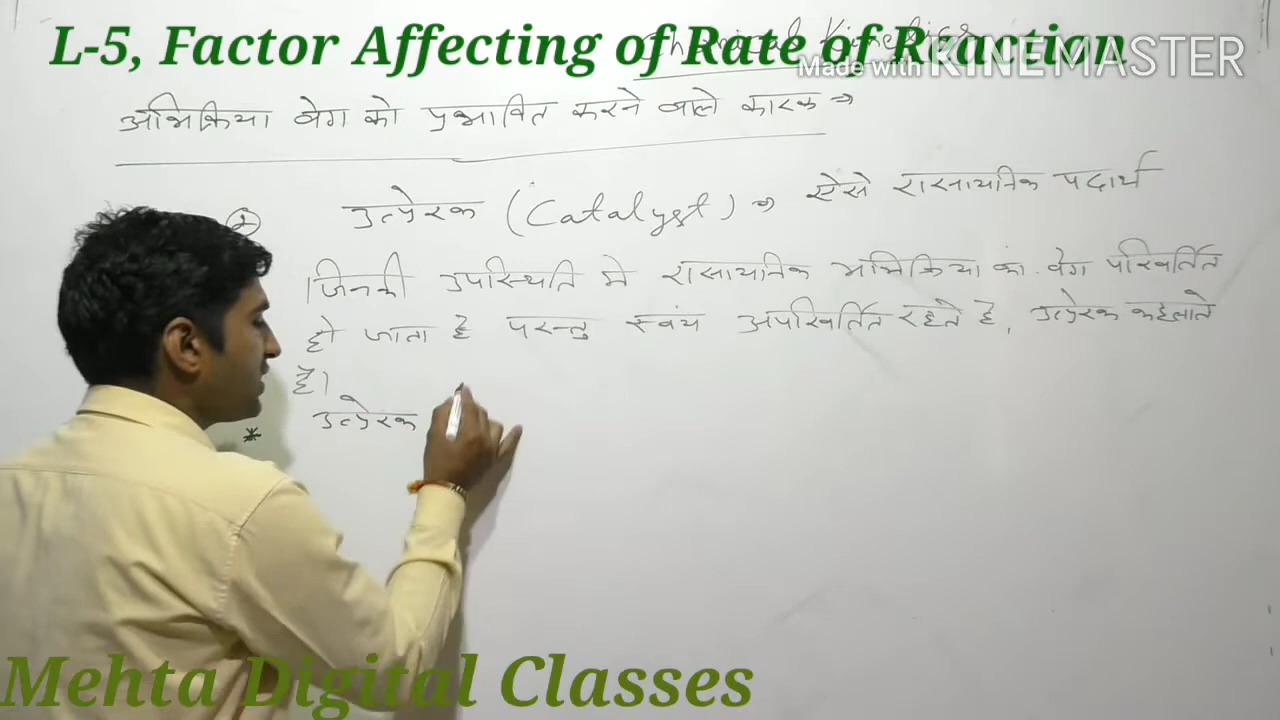 L-5, Factor Affecting of Rate of Reaction
Chemical Kinetics
Made with KINEMASTER
अभिक्रिया वेग को प्रभावित करने वाले कारक ⇒
उत्प्रेरक (Catalyst) ⇒ ऐसे रासायनिक पदार्थ
जिनकी उपस्थिति मे रासायनिक अभिक्रिया का वेग परिवर्तित
हो जाता है परन्तु स्वंय अपरिवर्तित रहते है, उत्प्रेरक कहलाते
है।
* उत्प्रेरक
Mehta Digital Classes